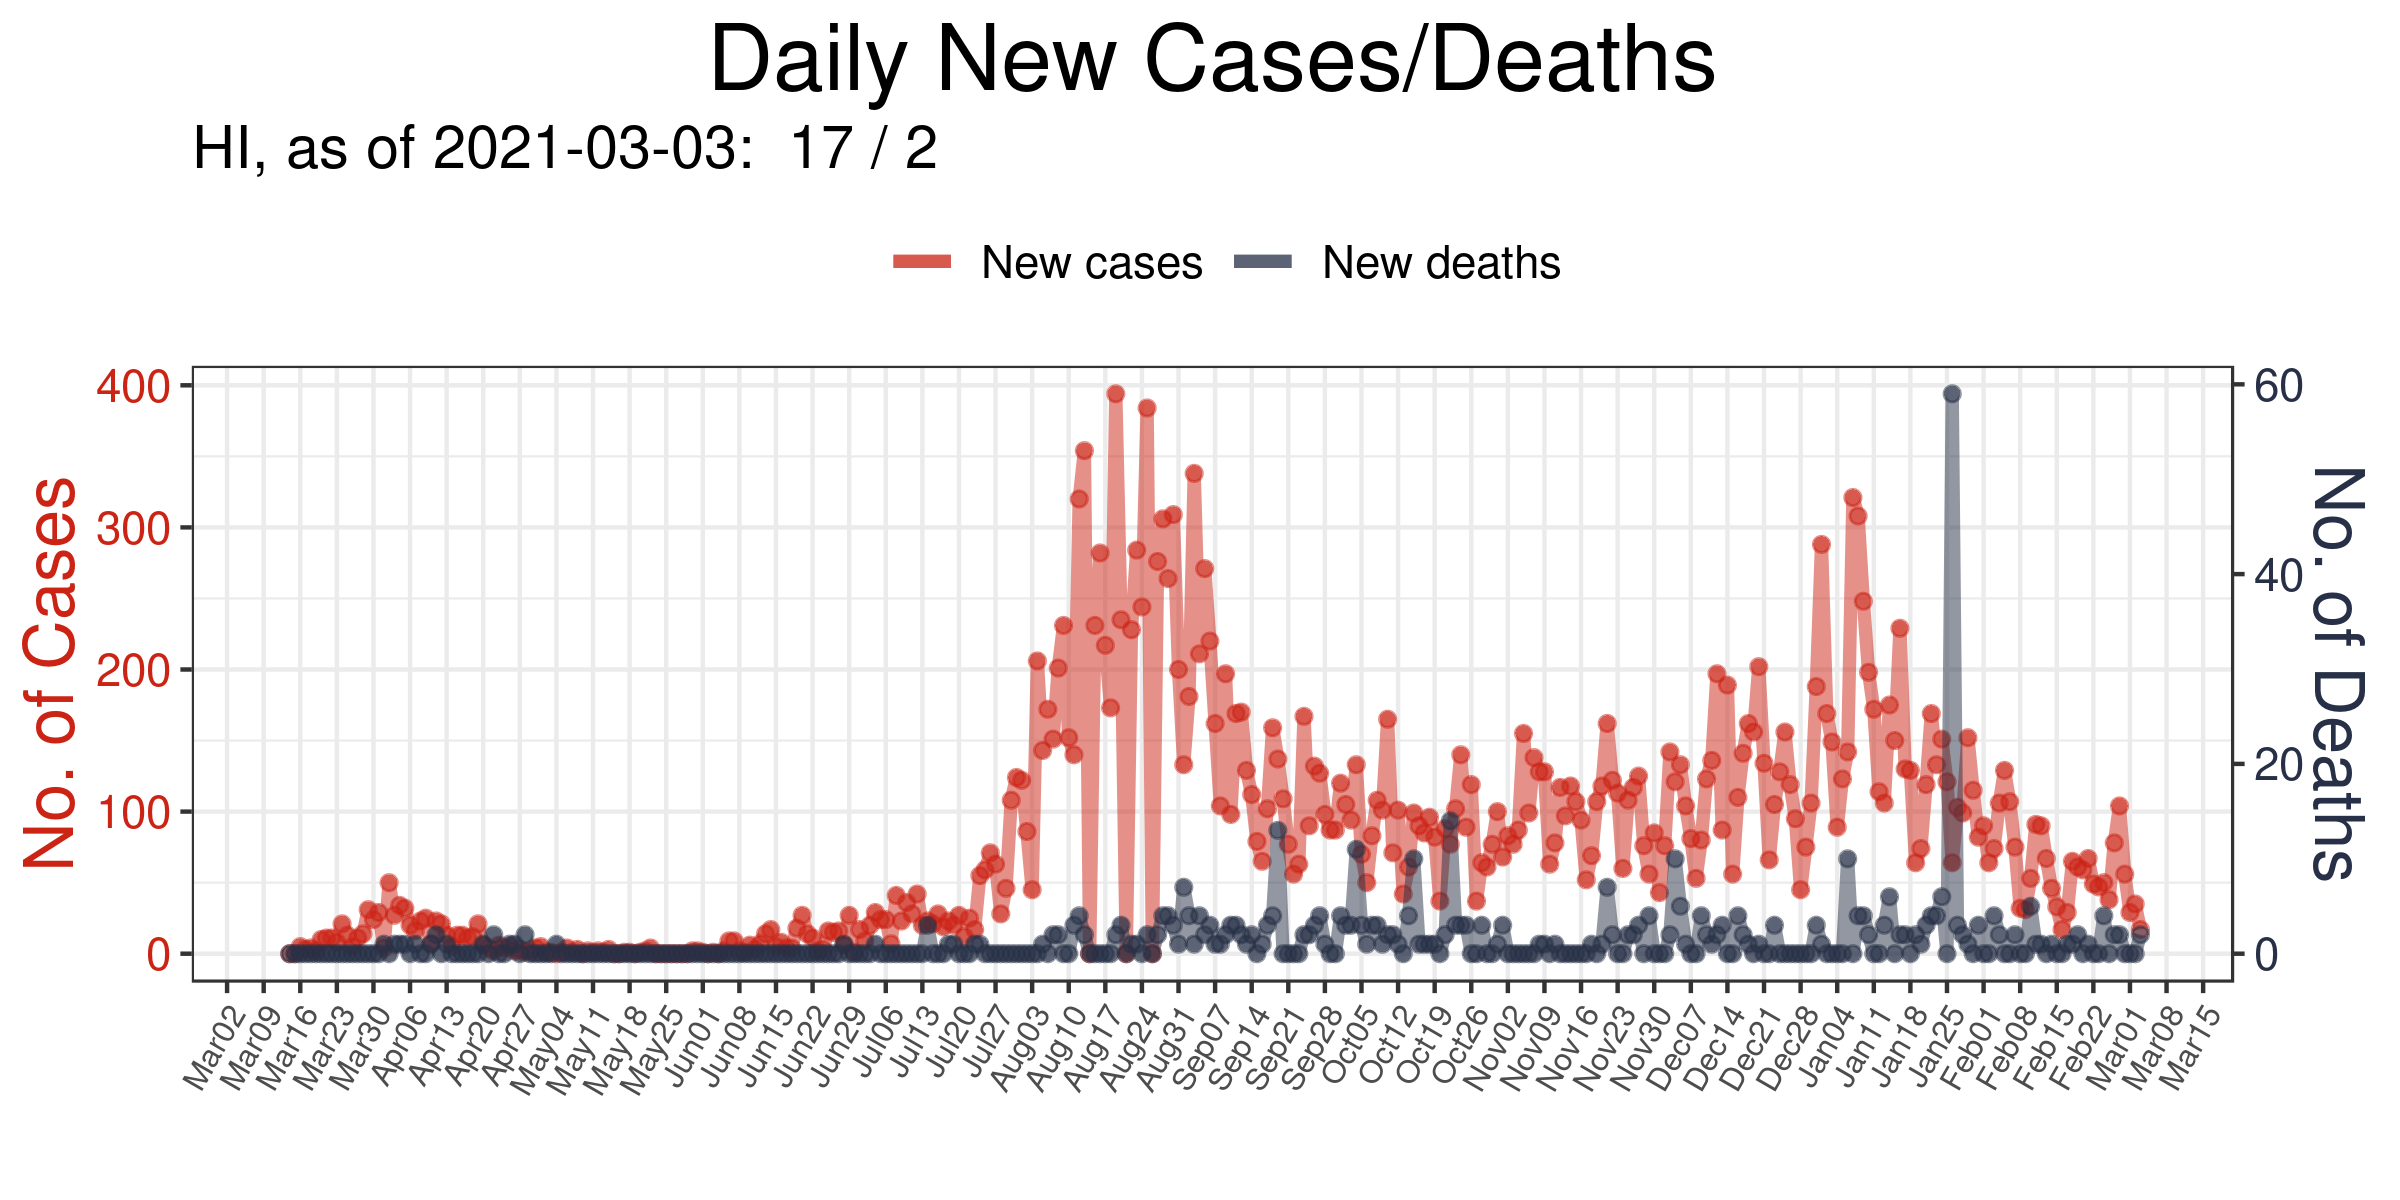 Daily New Cases/Deaths
HI, as of 2021-03-03:  17 / 2
New cases
New deaths
No. of Cases
400
300
200
100
0
60
40
20
0
No. of Deaths
Mar02
Mar09
Mar16
Mar23
Mar30
Apr06
Apr13
Apr20
Apr27
May04
May11
May18
May25
Jun01
Jun08
Jun15
Jun22
Jun29
Jul06
Jul13
Jul20
Jul27
Aug03
Aug10
Aug17
Aug24
Aug31
Sep07
Sep14
Sep21
Sep28
Oct05
Oct12
Oct19
Oct26
Nov02
Nov09
Nov16
Nov23
Nov30
Dec07
Dec14
Dec21
Dec28
Dec04
Jan11
Jan18
Jan25
Feb01
Feb08
Feb15
Feb22
Mar01
Mar08
Mar15